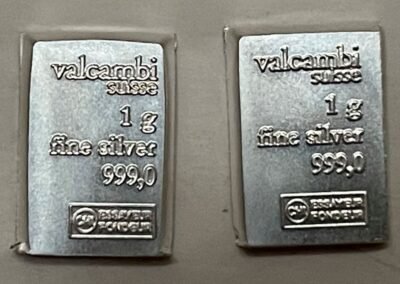 valcambi
suisse
1 g
fine silver
999,0
ESSAYEUR
FONDEUR
valcambi
suisse
1 g
fine silver
999,0
ESSAYEUR
FONDEUR